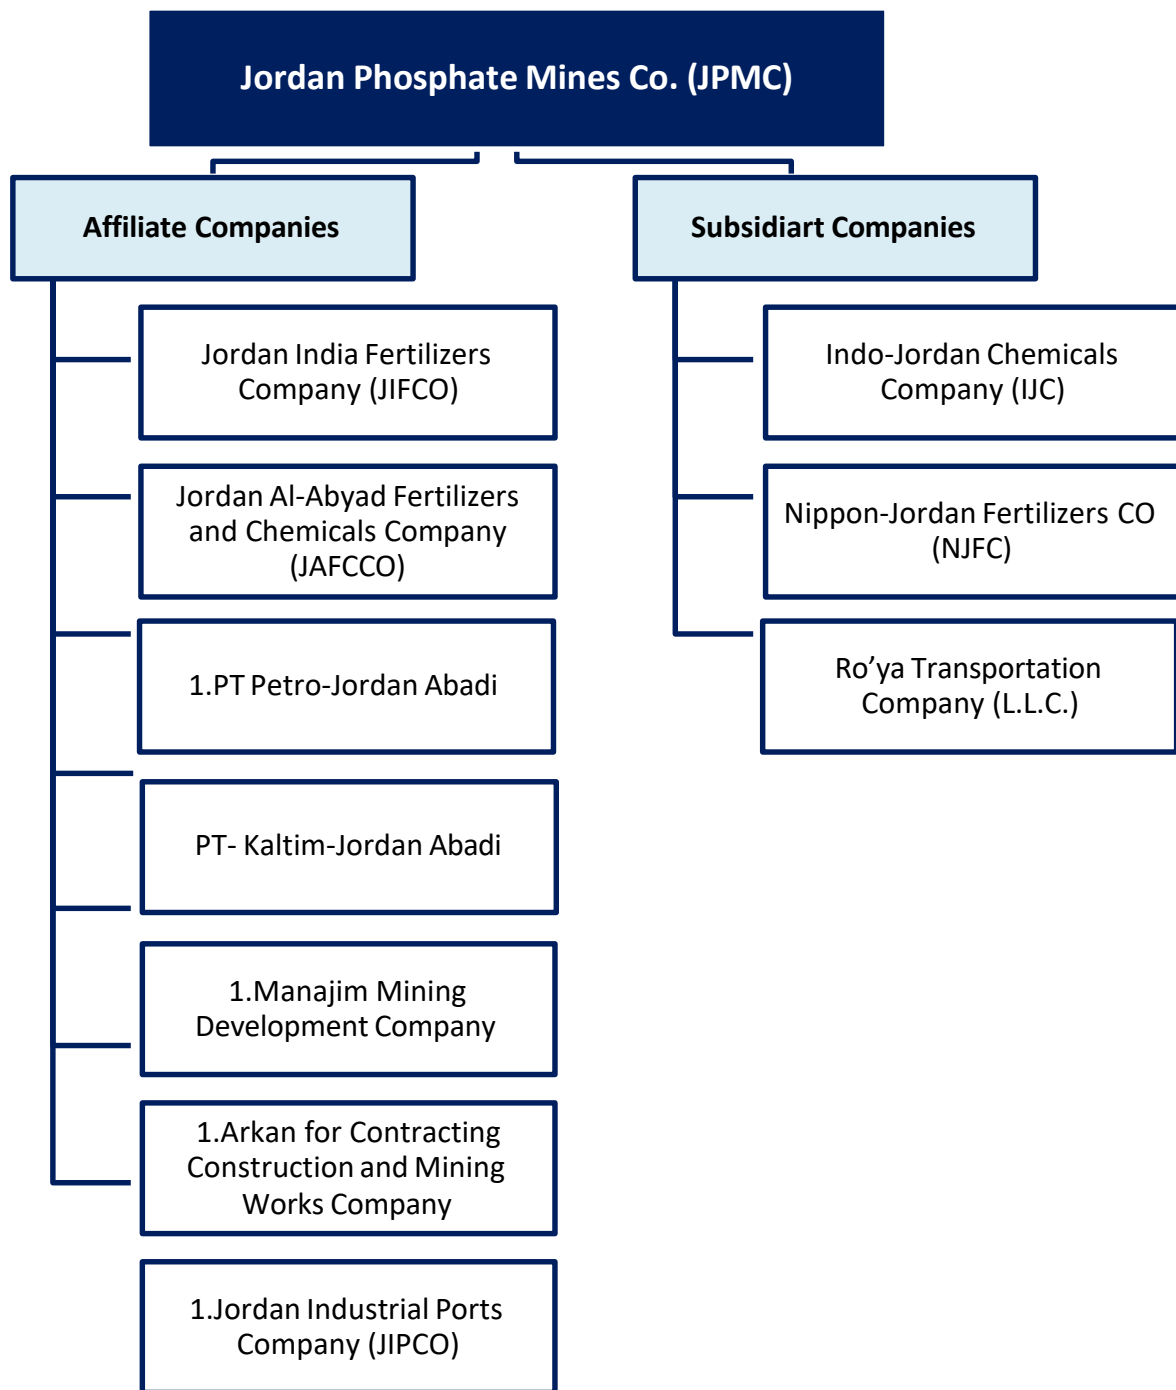 Jordan Phosphate Mines Co. (JPMC)
Affiliate Companies
Jordan India Fertilizers
Company (JIFCO)
Jordan Al-Abyad Fertilizers
and Chemicals Company
(JAFCCO)
1.PT Petro-Jordan Abadi
PT- Kaltim-Jordan Abadi
1.Manajim Mining
Development Company
1.Arkan for Contracting
Construction and Mining
Works Company
1.Jordan Industrial Ports
Company (JIPCO)
Subsidiart Companies
Indo-Jordan Chemicals
Company (IJC)
Nippon-Jordan Fertilizers CO
(NJFC)
Ro’ya Transportation
Company (L.L.C.)